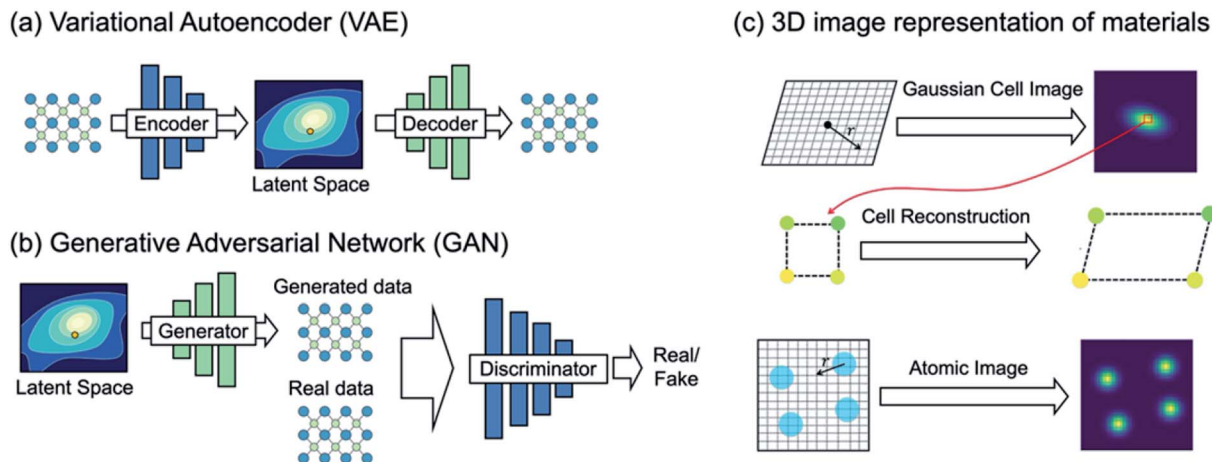 (a) Variational Autoencoder (VAE)
Encoder
Decoder
Latent Space
(b) Generative Adversarial Network (GAN)
Generated data
Generator
Latent Space
Real data
Discriminator
Real/
Fake
(c) 3D image representation of materials
Gaussian Cell Image
r
Cell Reconstruction
r
Atomic Image